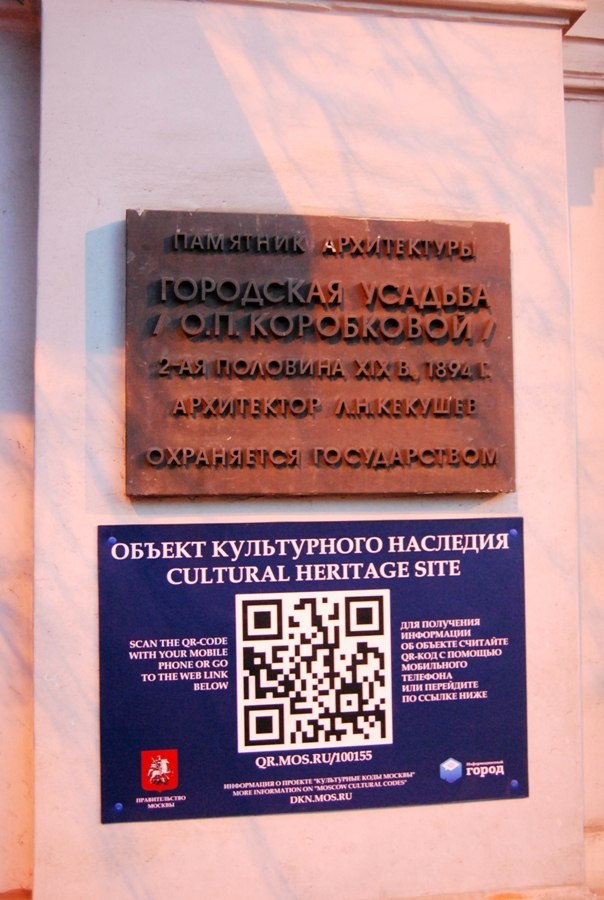 ПАМЯТНИК АРХИТЕКТУРЫ
ГОРОДСКАЯ УСАДЬБА
/ О.П. КОРОБКОВОЙ /
2-АЯ ПОЛОВИНА XIX В., 1894 Г.
АРХИТЕКТОР Л.Н.КЕКУШЕВ
ОХРАНЯЕТСЯ ГОСУДАРСТВОМ
ОБЪЕКТ КУЛЬТУРНОГО НАСЛЕДИЯ
CULTURAL HERITAGE SITE
SCAN THE QR-CODE
WITH YOUR MOBILE
PHONE OR GO
TO THE WEB LINK
BELOW
ДЛЯ ПОЛУЧЕНИЯ
ИНФОРМАЦИИ
ОБ ОБЪЕКТЕ СЧИТАЙТЕ
QR-КОД С ПОМОЩЬЮ
МОБИЛЬНОГО
ТЕЛЕФОНА
ИЛИ ПЕРЕЙДИТЕ
ПО ССЫЛКЕ НИЖЕ
QR.MOS.RU/100155
ПРАВИТЕЛЬСТВО
МОСКВЫ
ИНФОРМАЦИЯ О ПРОЕКТЕ "КУЛЬТУРНЫЕ КОДЫ МОСКВЫ"
MORE INFORMATION ON "MOSCOW CULTURAL CODES"
DKN.MOS.RU
Информационный
город